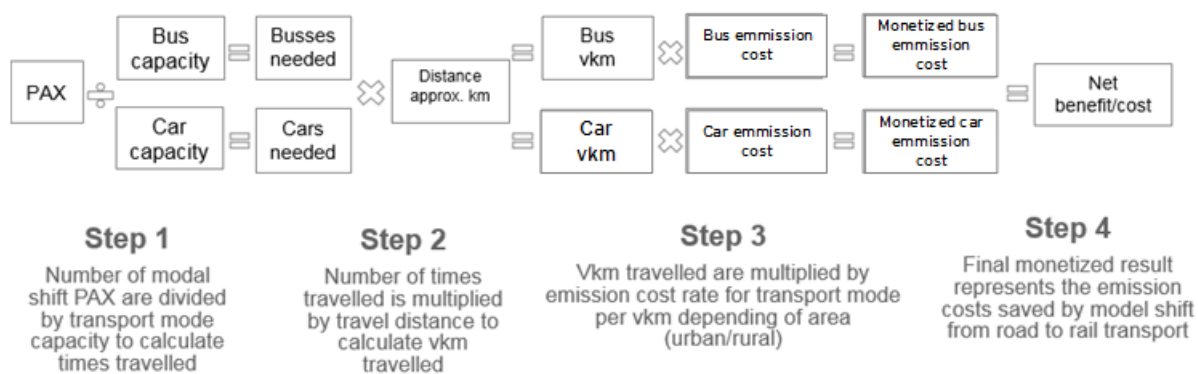 PAX
Bus
capacity
Busses
needed
Car
capacity
Cars
needed
Distance
approx. km
Bus
vkm
Bus emmission
cost
Monetized bus
emmission
cost
Car
vkm
Car emmission
cost
Monetized car
emmission
cost
Net
benefit/cost
Step 1
Number of modal
shift PAX are divided
by transport mode
capacity to calculate
times travelled
Step 2
Number of times
travelled is multiplied
by travel distance to
calculate vkm
travelled
Step 3
Vkm travelled are multiplied by
emission cost rate for transport mode
per vkm depending of area
(urban/rural)
Step 4
Final monetized result
represents the emission
costs saved by model shift
from road to rail transport